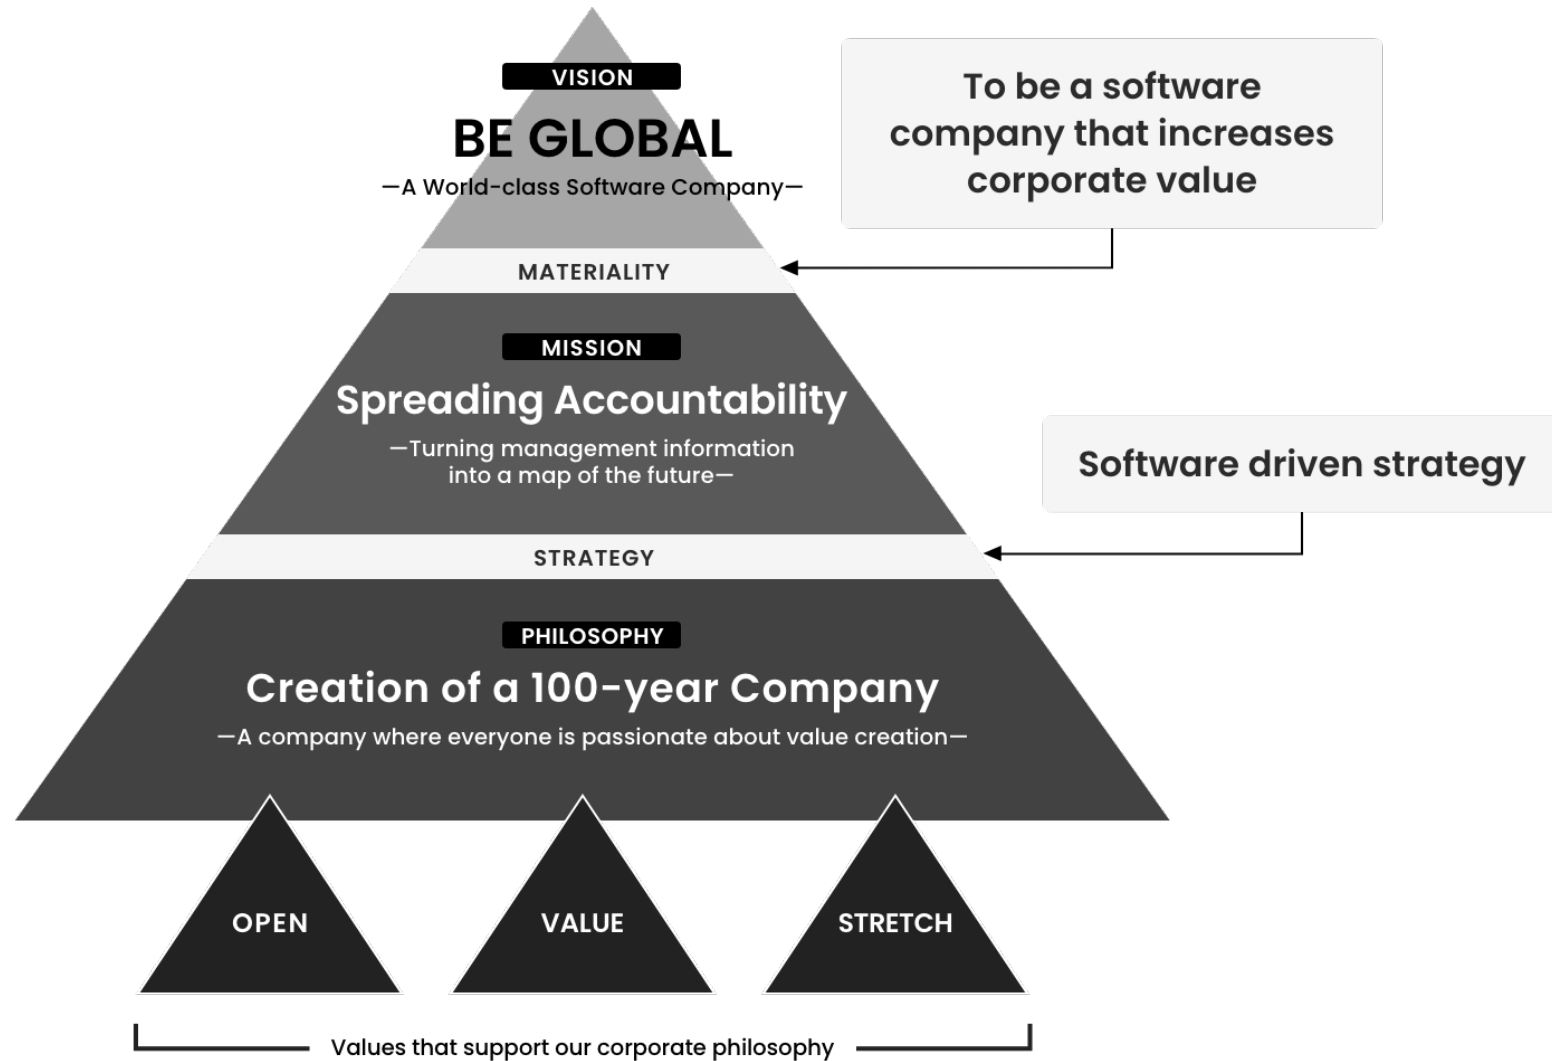 VISION
BE GLOBAL
—A World-class Software Company—
To be a software
company that increases
corporate value
MATERIALITY
MISSION
Spreading Accountability
—Turning management information
into a map of the future—
Software driven strategy
STRATEGY
PHILOSOPHY
Creation of a 100-year Company
—A company where everyone is passionate about value creation—
OPEN
VALUE
STRETCH
Values that support our corporate philosophy